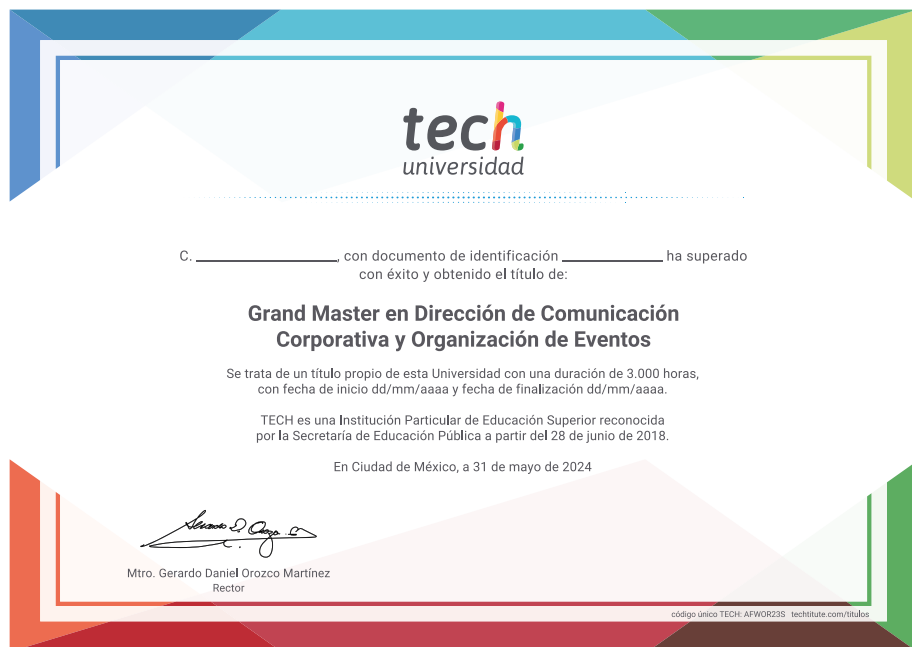 tech
universidad
C. ____________________, con documento de identificación ______________ ha superado
con éxito y obtenido el título de:
Grand Master en Dirección de Comunicación
Corporativa y Organización de Eventos
Se trata de un título propio de esta Universidad con una duración de 3.000 horas,
con fecha de inicio dd/mm/aaaa y fecha de finalización dd/mm/aaaa.
TECH es una Institución Particular de Educación Superior reconocida
por la Secretaría de Educación Pública a partir del 28 de junio de 2018.
En Ciudad de México, a 31 de mayo de 2024
Mtro. Gerardo Daniel Orozco Martínez
Rector
código único TECH: AFWOR23S techtitute.com/titulos